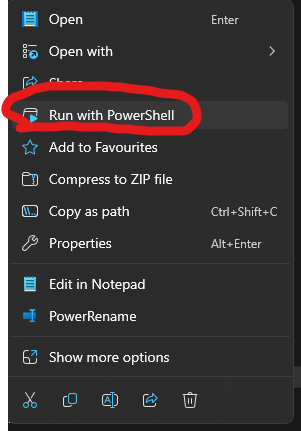 Open Enter
Open with
Share
Run with PowerShell
Add to Favourites
Compress to ZIP file
Copy as path Ctrl+Shift+C
Properties Alt+Enter
Edit in Notepad
PowerRename
Show more options